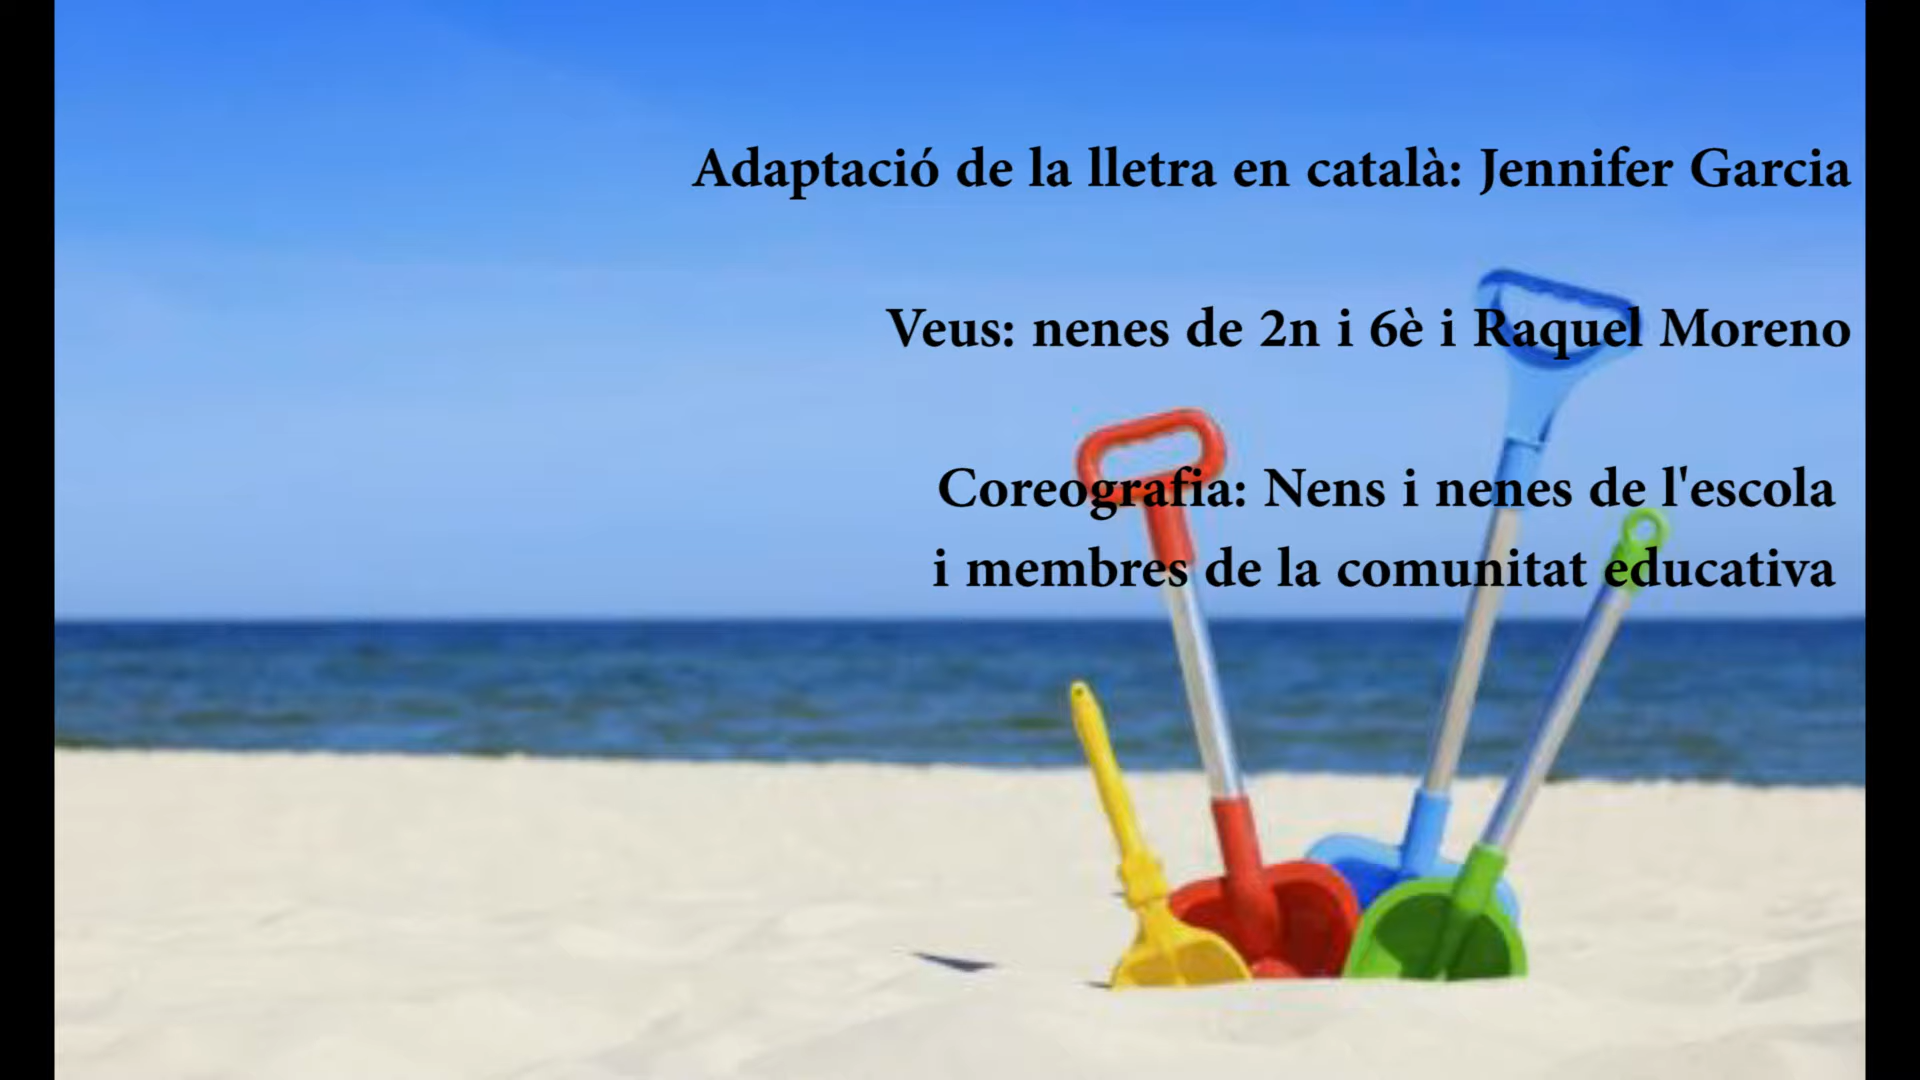 Adaptació de la lletra en català: Jennifer Garcia
Veus: nenes de 2n i 6è i Raquel Moreno
Coreografia: Nens i nenes de l'escola
i membres de la comunitat educativa